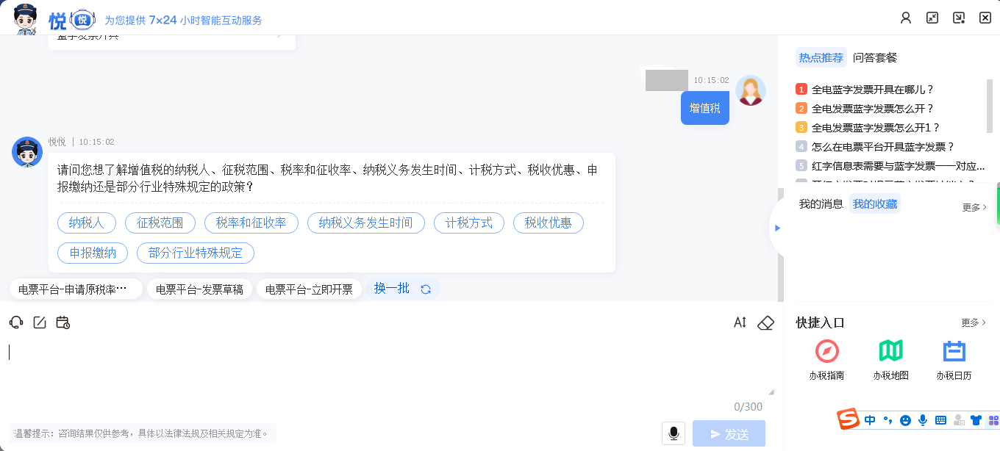 悦 悦 为您提供 7×24 小时智能互动服务
蓝字发票开具
10:15:02
增值税
悦悦 | 10:15:02
请问您想了解增值税的纳税人、征税范围、税率和征收率、纳税义务发生时间、计税方式、税收优惠、申
报缴纳还是部分行业特殊规定的政策？
纳税人 征税范围 税率和征收率 纳税义务发生时间 计税方式 税收优惠
申报缴纳 部分行业特殊规定
电票平台-申请原税率… 电票平台-发票草稿 电票平台-立即开票 换一批
A
0/300
温馨提示：咨询结果仅供参考，具体以法律法规及相关规定为准。
发送
热点推荐 问答套餐
1 全电蓝字发票开具在哪儿？
2 全电发票蓝字发票怎么开？
3 全电发票蓝字发票怎么开1？
4 怎么在电票平台开具蓝字发票？
5 红字信息表需要与蓝字发票一一对应...
我的消息 我的收藏 更多
快捷入口 更多
办税指南 办税地图 办税日历
S 中